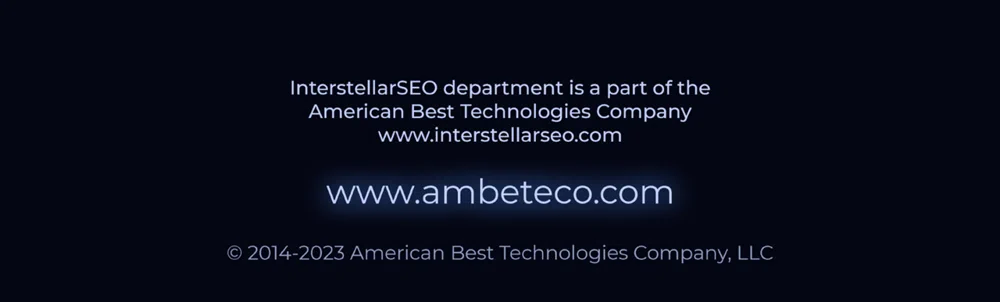 InterstellarSEO department is a part of the
American Best Technologies Company
www.interstellarseo.com
www.ambeteco.com
© 2014-2023 American Best Technologies Company, LLC